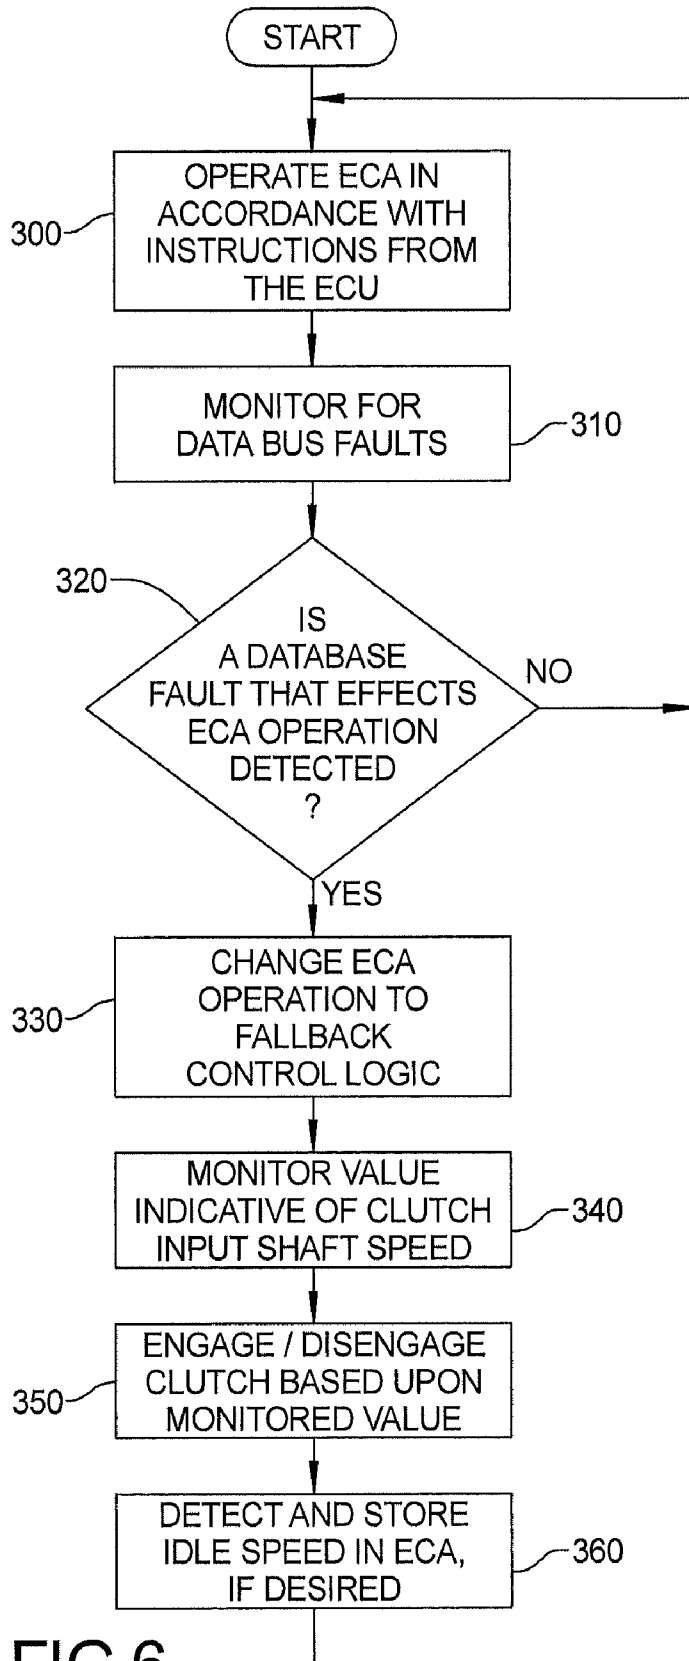 START
OPERATE ECA IN
ACCORDANCE WITH
INSTRUCTIONS FROM
THE ECU
300
MONITOR FOR
DATA BUS FAULTS
310
320
IS
A DATABASE
FAULT THAT EFFECTS
ECA OPERATION
DETECTED
?
NO
YES
CHANGE ECA
OPERATION TO
FALLBACK
CONTROL LOGIC
330
MONITOR VALUE
INDICATIVE OF CLUTCH
INPUT SHAFT SPEED
340
ENGAGE / DISENGAGE
CLUTCH BASED UPON
MONITORED VALUE
350
DETECT AND STORE
IDLE SPEED IN ECA,
IF DESIRED
360
FIG 6